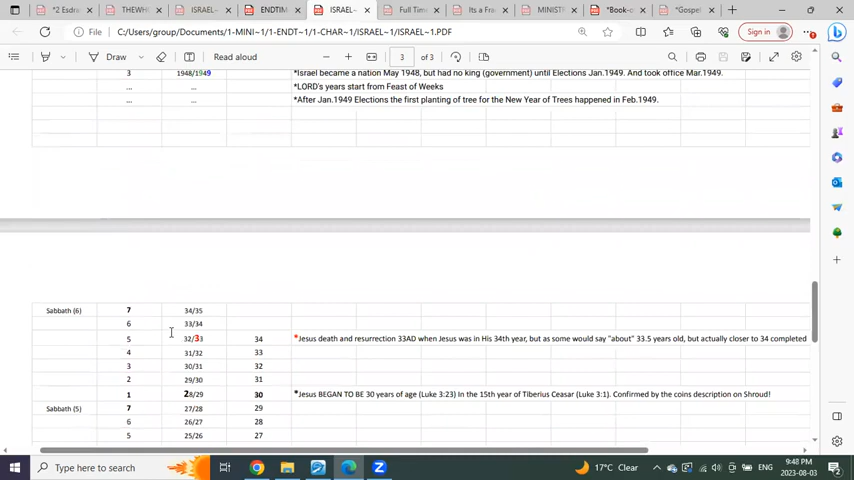 *2 Esdra
THEWH
ISRAEL-
ENDTIM
ISRAEL~
Full Tim
Its a Frac
MINISTR
*Book-o
*Gospel
File
C:/Users/group/Documents/1-MINI~1/1-ENDT~1/1-CHAR~1/ISRAEL~1/ISRAEL~1.PDF
Sign in
Draw
Read aloud
3
of 3
3 1948/1949 *Israel became a nation May 1948, but had no king (government) until Elections Jan.1949. And took office Mar.1949.
... ... *LORD's years start from Feast of Weeks
... ... *After Jan.1949 Elections the first planting of tree for the New Year of Trees happened in Feb.1949.
Sabbath (6) 7 34/35
6 33/34
5 32/33 34 *Jesus death and resurrection 33AD when Jesus was in His 34th year, but as some would say "about" 33.5 years old, but actually closer to 34 completed
4 31/32 33
3 30/31 32
2 29/30 31
1 28/29 30 *Jesus BEGAN TO BE 30 years of age (Luke 3:23) In the 15th year of Tiberius Ceasar (Luke 3:1). Confirmed by the coins description on Shroud!
Sabbath (5) 7 27/28 29
6 26/27 28
5 25/26 27
Type here to search
17°C Clear
ENG
9:48 PM
2023-08-03
2